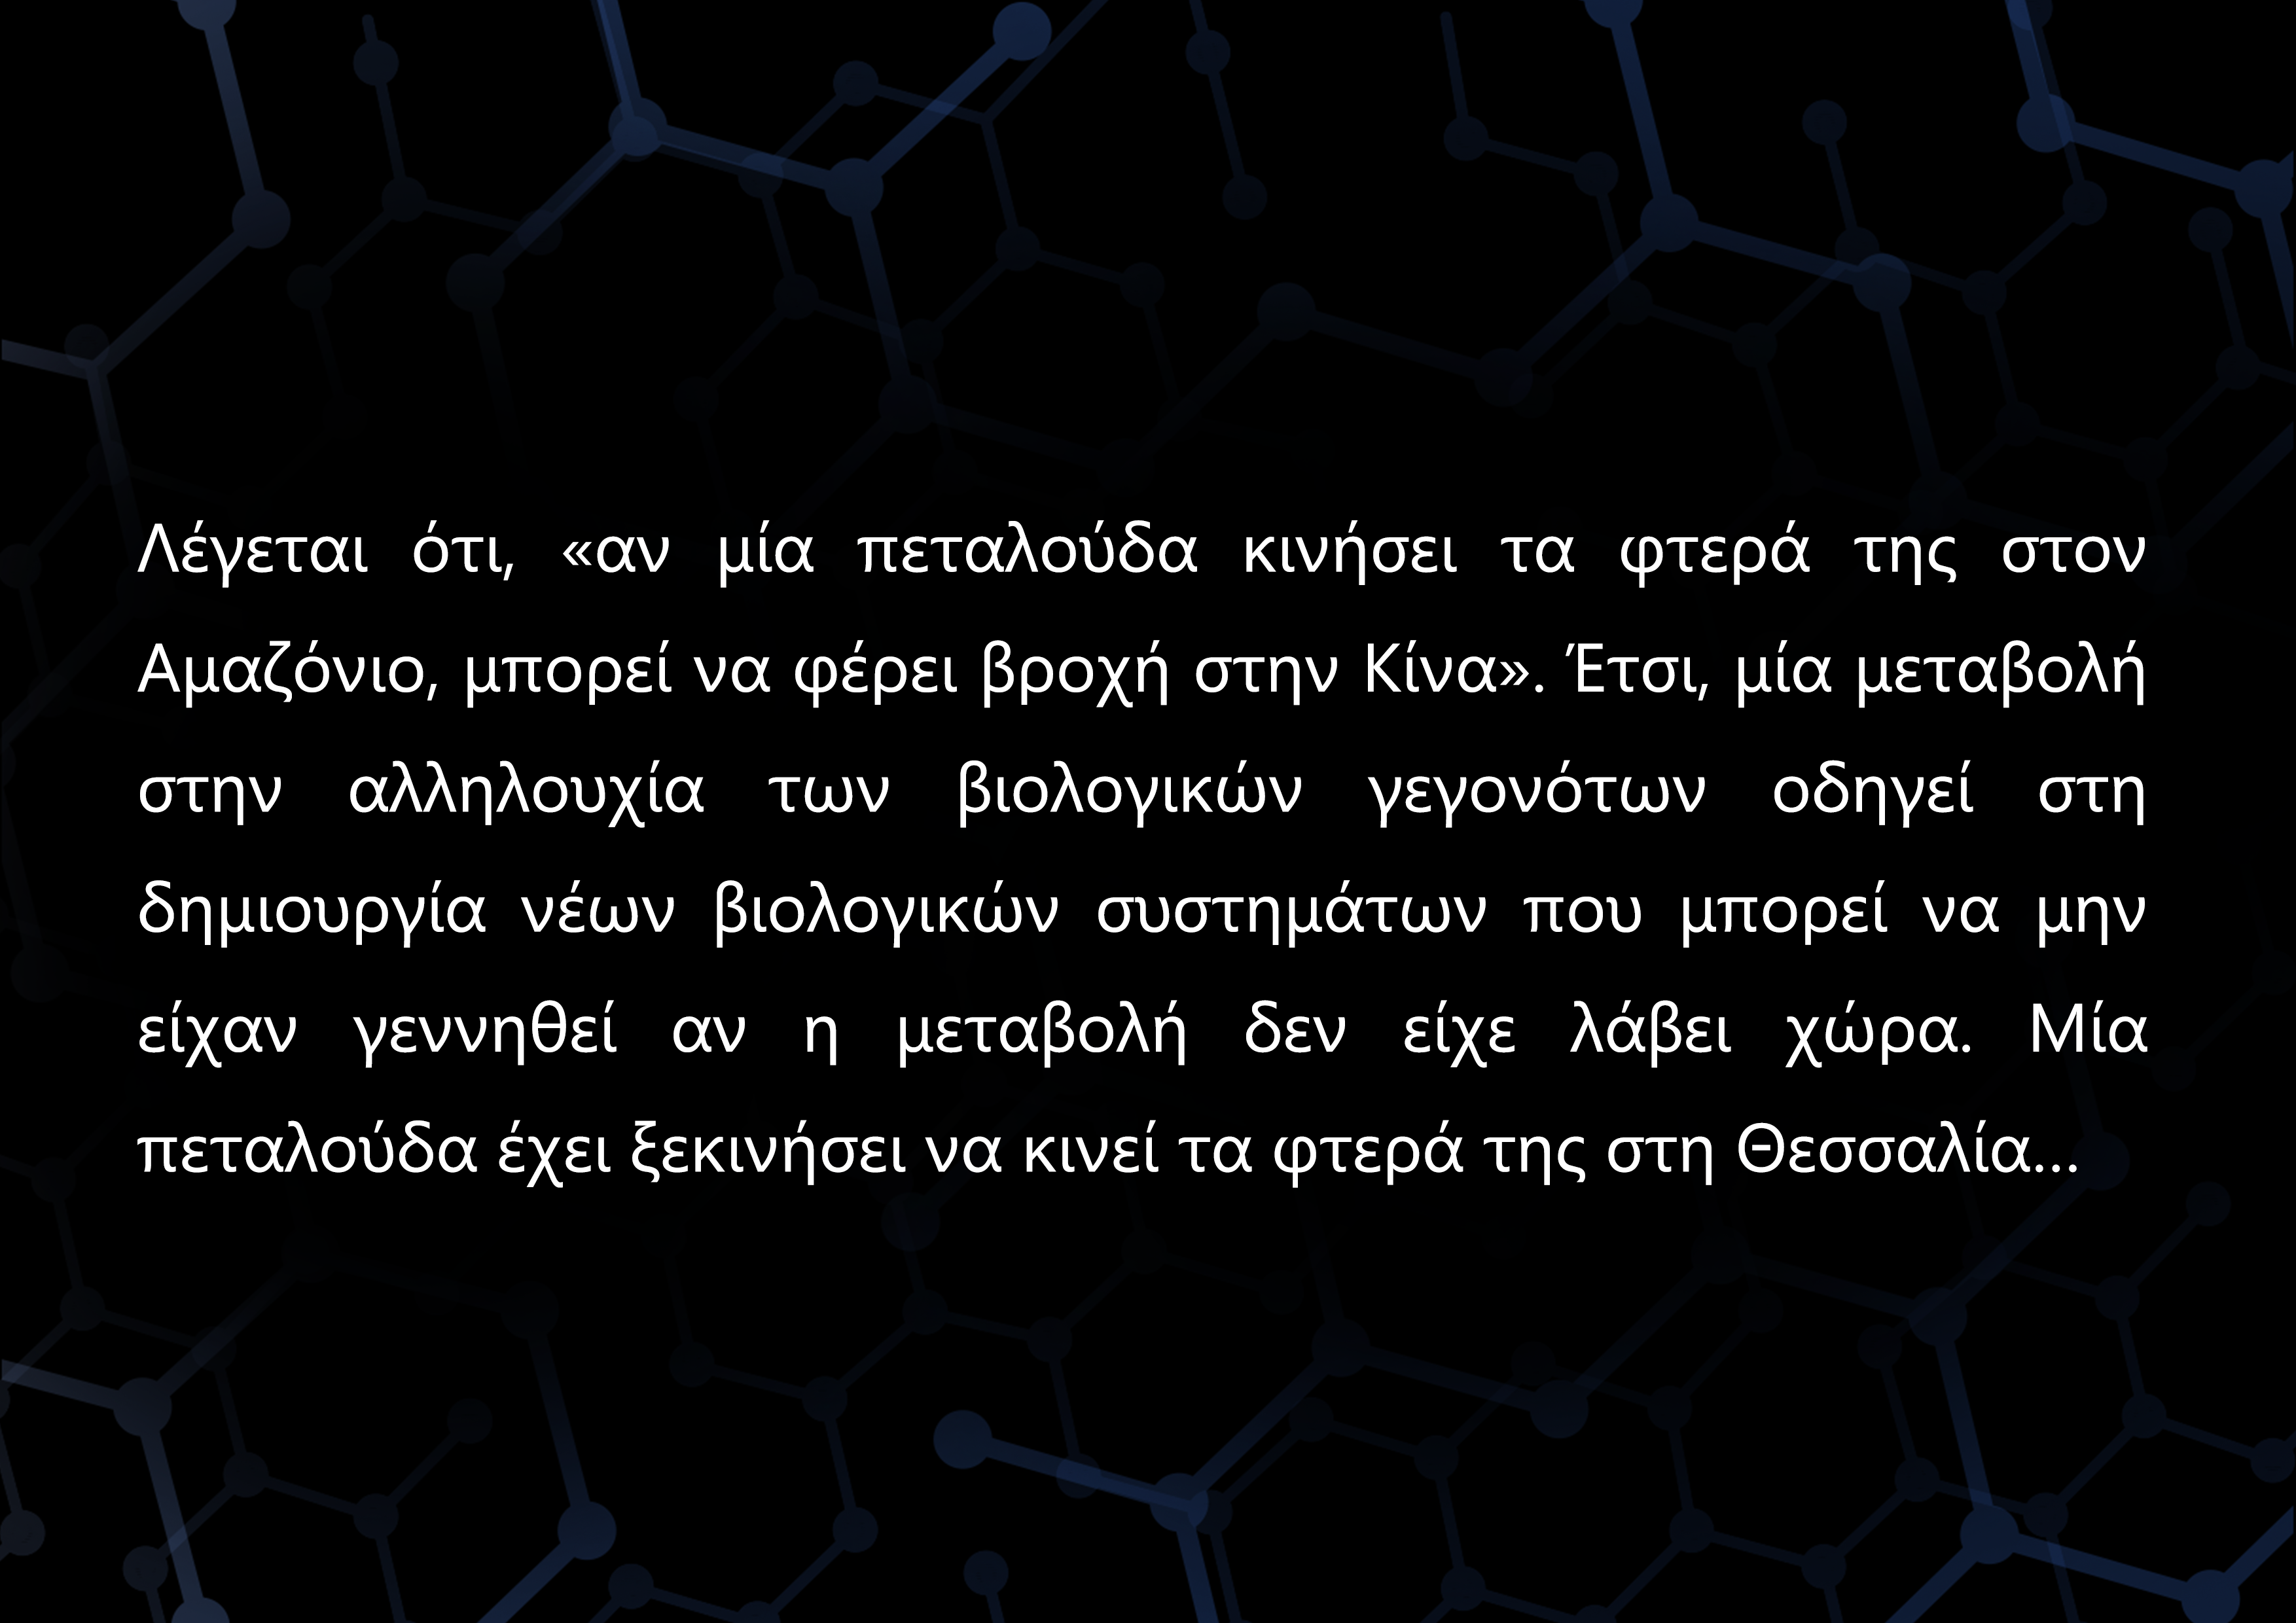 Λέγεται ότι, «αν μία πεταλούδα κινήσει τα φτερά της στον
Αμαζόνιο, μπορεί να φέρει βροχή στην Κίνα». Έτσι, μία μεταβολή
στην αλληλουχία των βιολογικών γεγονότων οδηγεί στη
δημιουργία νέων βιολογικών συστημάτων που μπορεί να μην
είχαν γεννηθεί αν η μεταβολή δεν είχε λάβει χώρα. Μία
πεταλούδα έχει ξεκινήσει να κινεί τα φτερά της στη Θεσσαλία...